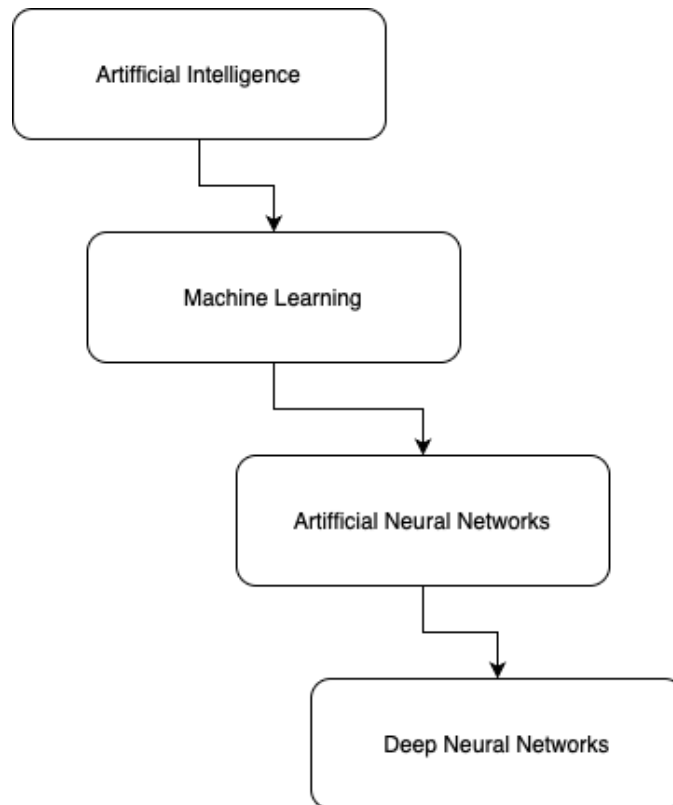 Artifficial Intelligence
Machine Learning
Artifficial Neural Networks
Deep Neural Networks